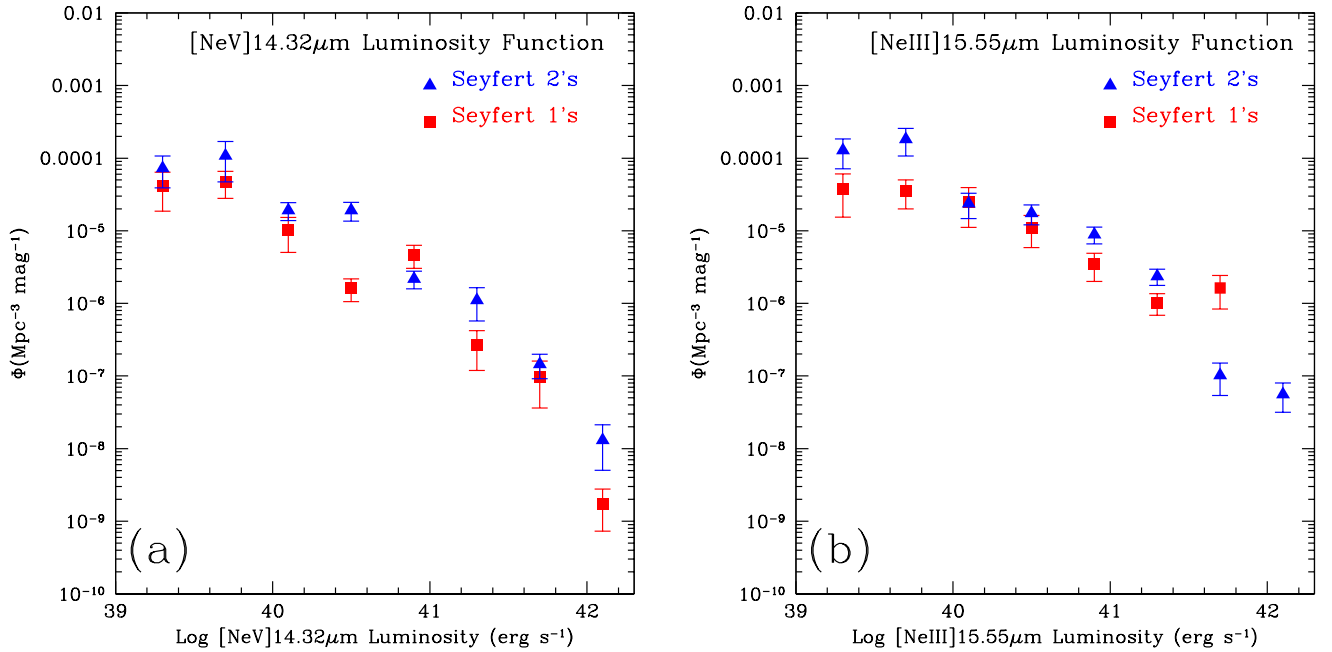 [NeV]14.32μm Luminosity Function
Seyfert 2's
Seyfert 1's
0.01
0.001
0.0001
10⁻⁵
10⁻⁶
10⁻⁷
10⁻⁸
10⁻⁹
10⁻¹⁰
Φ(Mpc⁻³ mag⁻¹)
(a)
39
40
41
42
Log [NeV]14.32μm Luminosity (erg s⁻¹)
[NeIII]15.55μm Luminosity Function
Seyfert 2's
Seyfert 1's
0.01
0.001
0.0001
10⁻⁵
10⁻⁶
10⁻⁷
10⁻⁸
10⁻⁹
10⁻¹⁰
Φ(Mpc⁻³ mag⁻¹)
(b)
39
40
41
42
Log [NeIII]15.55μm Luminosity (erg s⁻¹)